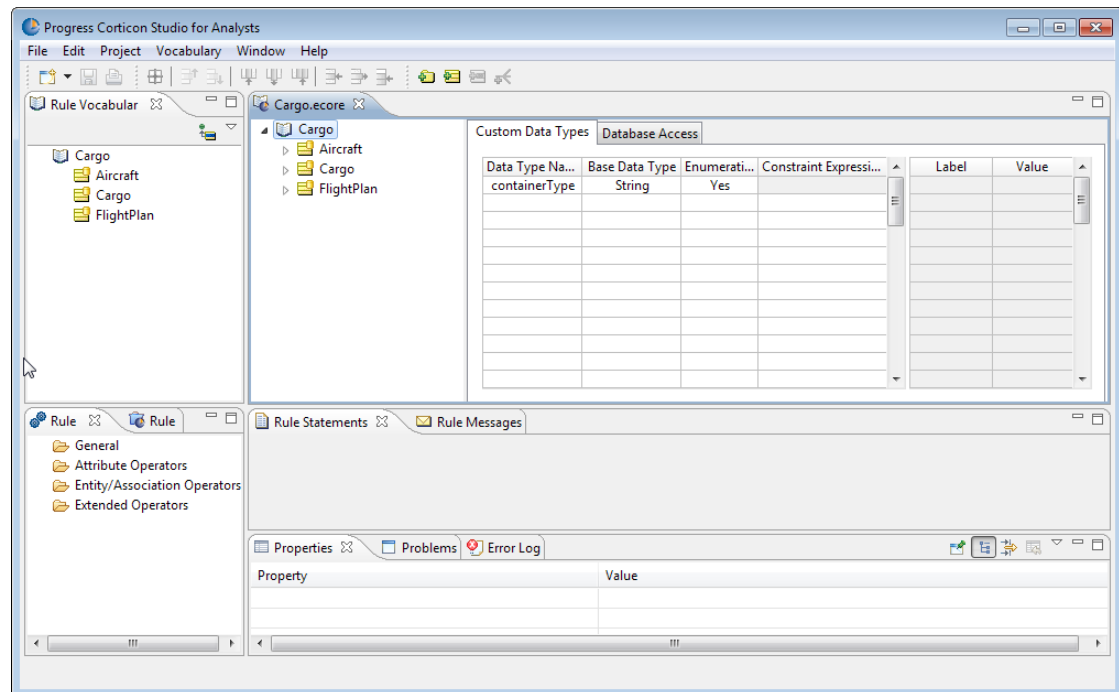 Progress Corticon Studio for Analysts
File Edit Project Vocabulary Window Help
Rule Vocabular
Cargo
Aircraft
Cargo
FlightPlan
Cargo.ecore
Cargo
Aircraft
Cargo
FlightPlan
Custom Data Types Database Access
Data Type Na... Base Data Type Enumerati... Constraint Expressi... Label Value
containerType String Yes
Rule Rule
General
Attribute Operators
Entity/Association Operators
Extended Operators
Rule Statements Rule Messages
Properties Problems Error Log
Property Value